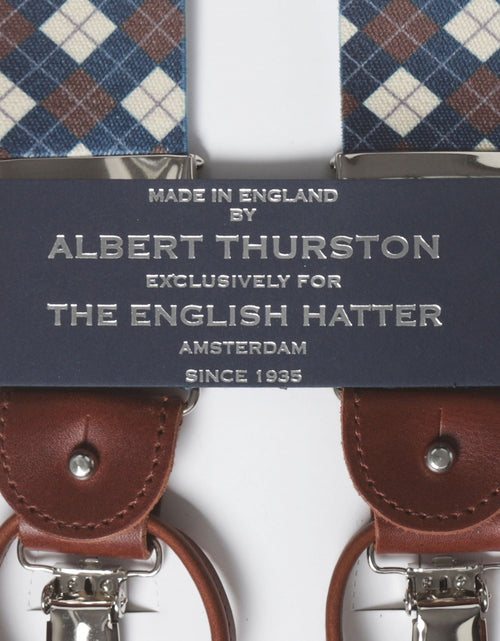 MADE IN ENGLAND
BY
ALBERT THURSTON
EXCLUSIVELY FOR
THE ENGLISH HATTER
AMSTERDAM
SINCE 1935